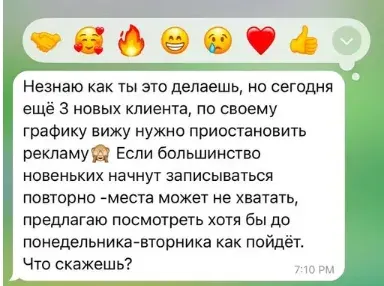 Незнаю как ты это делаешь, но сегодня
ещё 3 новых клиента, по своему
графику вижу нужно приостановить
рекламу🙈 Если большинство
новеньких начнут записываться
повторно -места может не хватать,
предлагаю посмотреть хотя бы до
понедельника-вторника как пойдёт.
Что скажешь?
7:10 PM